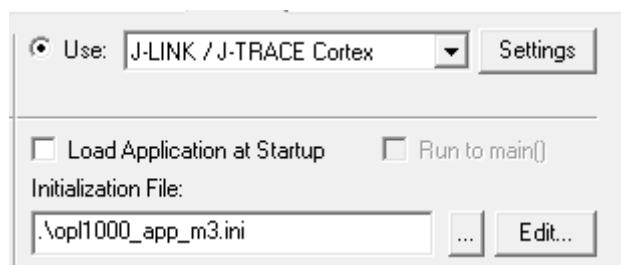 Use: J-LINK / J-TRACE Cortex Settings
Load Application at Startup Run to main()
Initialization File:
.\opl1000_app_m3.ini ... Edit...